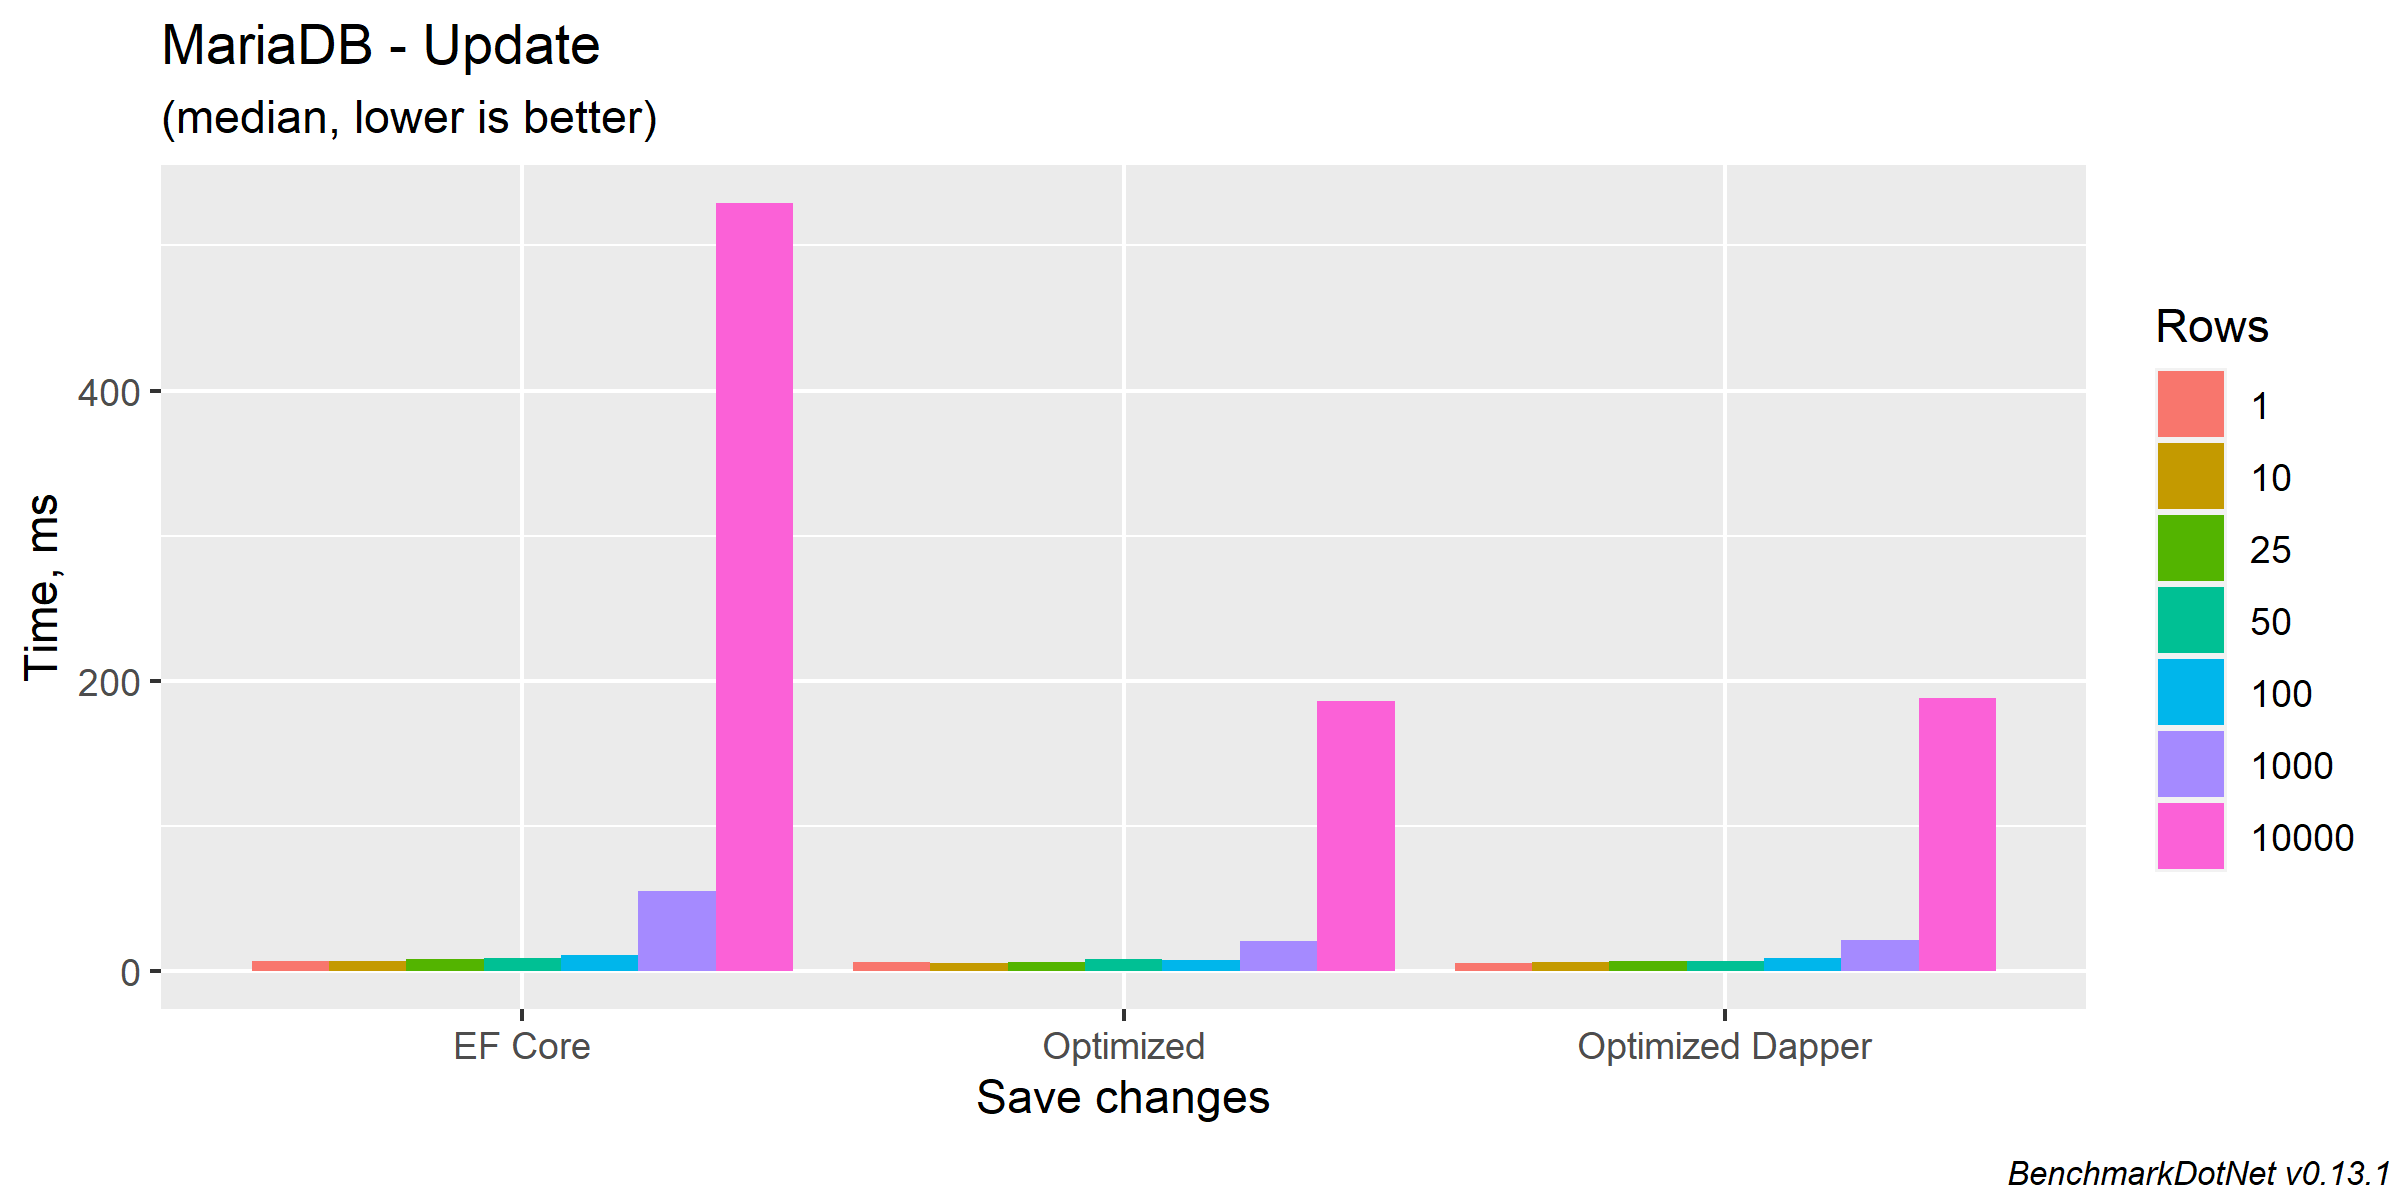 MariaDB - Update
(median, lower is better)
Time, ms
400
200
0
EF Core
Optimized
Optimized Dapper
Save changes
Rows
1
10
25
50
100
1000
10000
BenchmarkDotNet v0.13.1